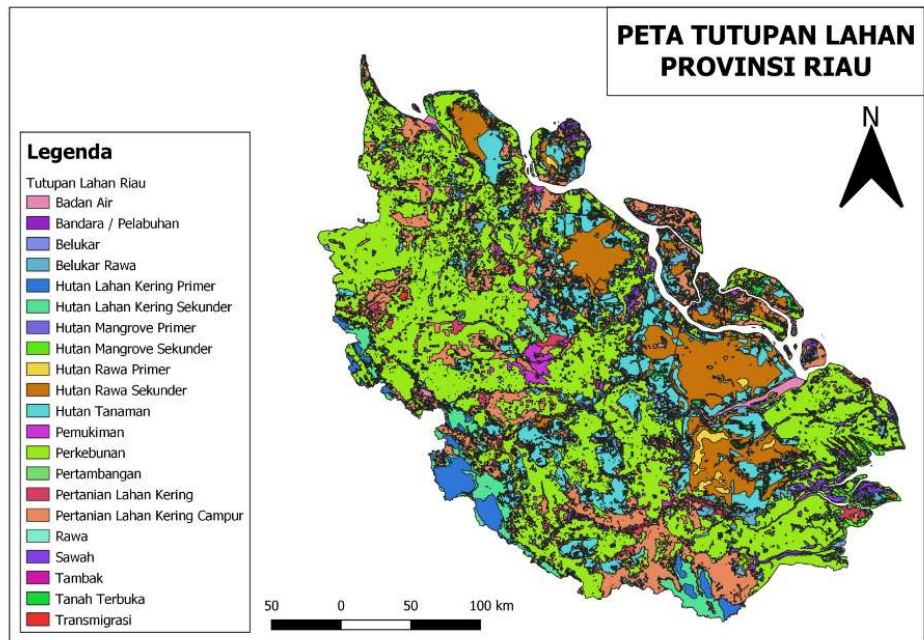 PETA TUTUPAN LAHAN
PROVINSI RIAU
N
Legenda
Tutupan Lahan Riau
Badan Air
Bandara / Pelabuhan
Belukar
Belukar Rawa
Hutan Lahan Kering Primer
Hutan Lahan Kering Sekunder
Hutan Mangrove Primer
Hutan Mangrove Sekunder
Hutan Rawa Primer
Hutan Rawa Sekunder
Hutan Tanaman
Pemukiman
Perkebunan
Pertambangan
Pertanian Lahan Kering
Pertanian Lahan Kering Campur
Rawa
Sawah
Tambak
Tanah Terbuka
Transmigrasi
50 0 50 100 km